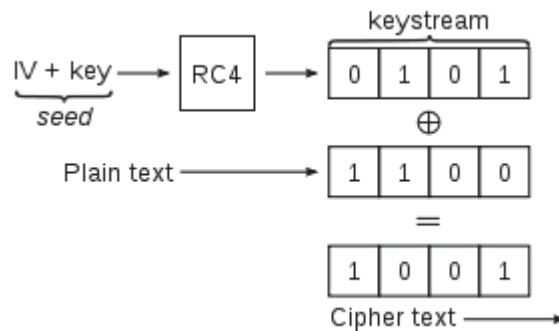 keystream
IV + key RC4 0 1 0 1
seed
⊕
Plain text 1 1 0 0
=
1 0 0 1
Cipher text